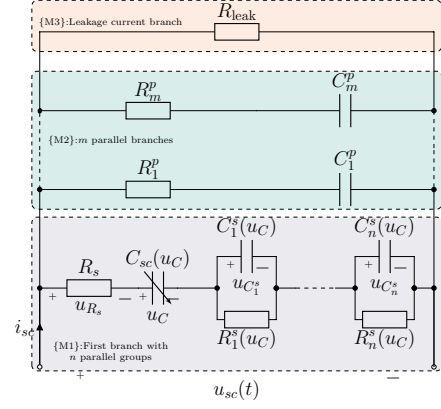 {M3}:Leakage current branch
R_leak
R_m^p
C_m^p
{M2}:m parallel branches
R_1^p
C_1^p
C_1^s(u_C)
C_n^s(u_C)
R_s
C_sc(u_C)
+ −
+ −
+ − + −
u_{R_s}
u_C
u_{C_1^s}
u_{C_n^s}
i_sc
R_1^s(u_C)
R_n^s(u_C)
{M1}:First branch with
n parallel groups
+ −
u_sc(t)